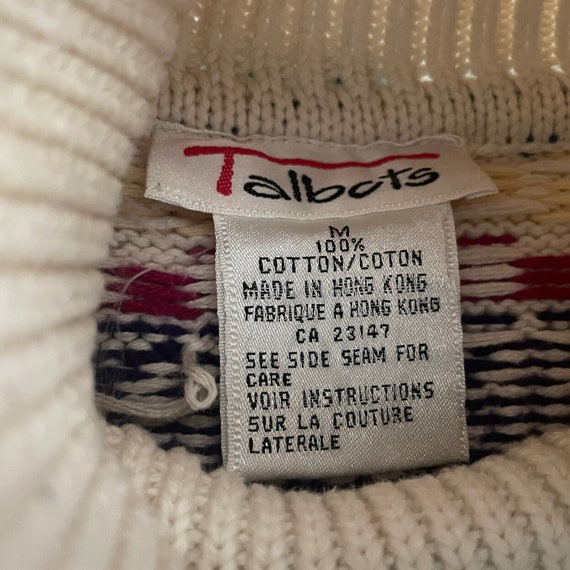 Talbots
M
100%
COTTON/COTON
MADE IN HONG KONG
FABRIQUE A HONG KONG
CA 23147
SEE SIDE SEAM FOR
CARE
VOIR INSTRUCTIONS
SUR LA COUTURE
LATERALE